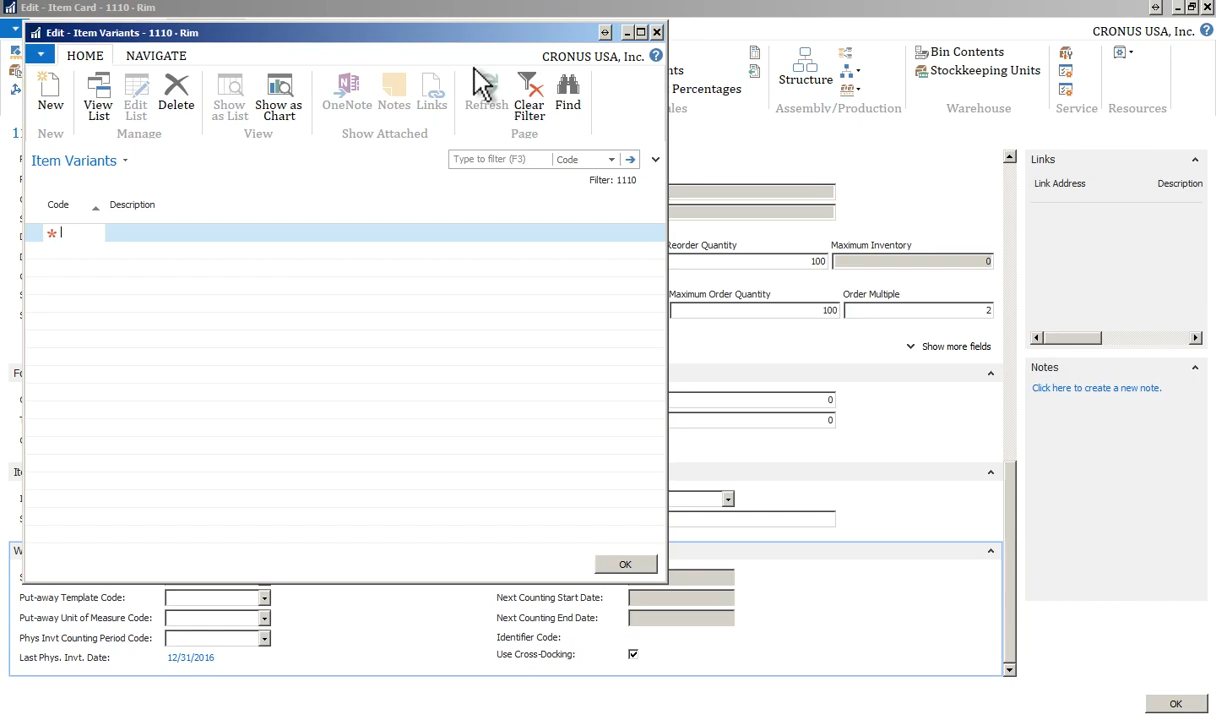 Edit - Item Card - 1110 · Rim
Edit - Item Variants - 1110 · Rim
HOME
NAVIGATE
CRONUS USA, Inc.
CRONUS USA, Inc.
New
View List
Edit List
Delete
Show as List
Show as Chart
OneNote
Notes
Links
Refresh
Clear Filter
Find
New
Manage
View
Show Attached
Page
Percentages
Structure
Bin Contents
Stockkeeping Units
Assembly/Production
Warehouse
Service
Resources
Item Variants
Type to filter (F3)
Code
Filter: 1110
Code
Description
Links
Link Address
Description
Reorder Quantity
Maximum Inventory
100
0
Maximum Order Quantity
Order Multiple
100
2
Show more fields
Notes
Click here to create a new note.
0
0
OK
Put-away Template Code:
Put-away Unit of Measure Code:
Phys Invt Counting Period Code:
Last Phys. Invt. Date:
12/31/2016
Next Counting Start Date:
Next Counting End Date:
Identifier Code:
Use Cross-Docking:
OK